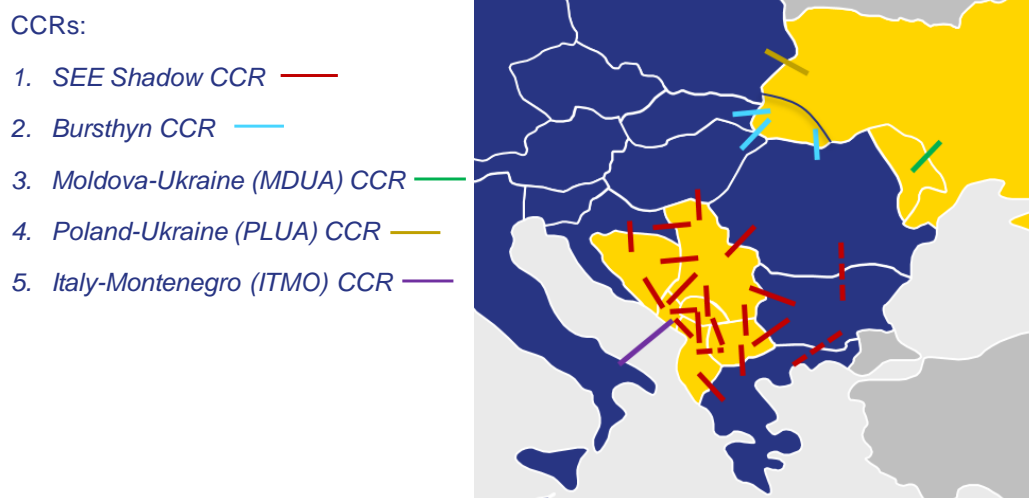 CCRs:
1. SEE Shadow CCR
2. Bursthyn CCR
3. Moldova-Ukraine (MDUA) CCR
4. Poland-Ukraine (PLUA) CCR
5. Italy-Montenegro (ITMO) CCR